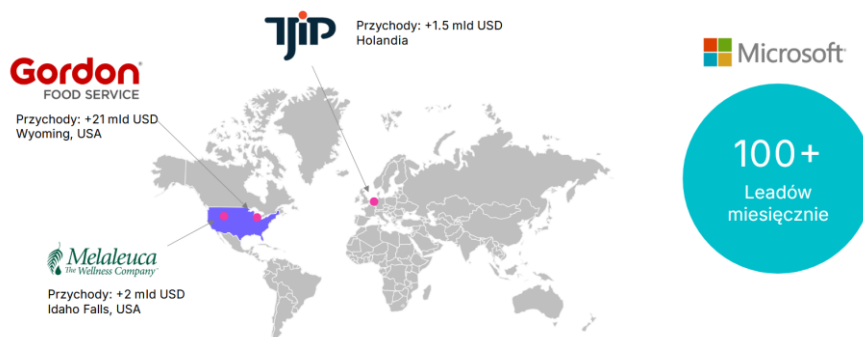 TJIP
Przychody: +1.5 mld USD
Holandia
Microsoft
Gordon
FOOD SERVICE
Przychody: +21 mld USD
Wyoming, USA
100+
Leadów
miesięcznie
Melaleuca
The Wellness Company
Przychody: +2 mld USD
Idaho Falls, USA